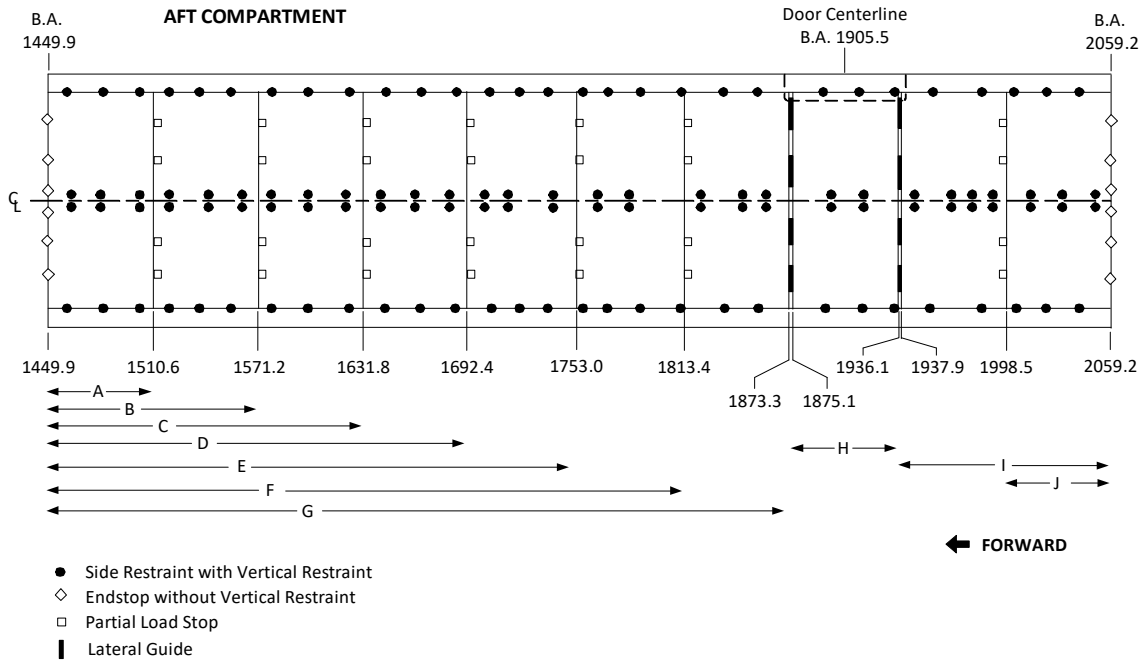 B.A.
1449.9
AFT COMPARTMENT
Door Centerline
B.A. 1905.5
B.A.
2059.2
CL
1449.9
1510.6
1571.2
1631.8
1692.4
1753.0
1813.4
1873.3
1875.1
1936.1
1937.9
1998.5
2059.2
A
B
C
D
E
F
G
H
I
J
FORWARD
Side Restraint with Vertical Restraint
Endstop without Vertical Restraint
Partial Load Stop
Lateral Guide